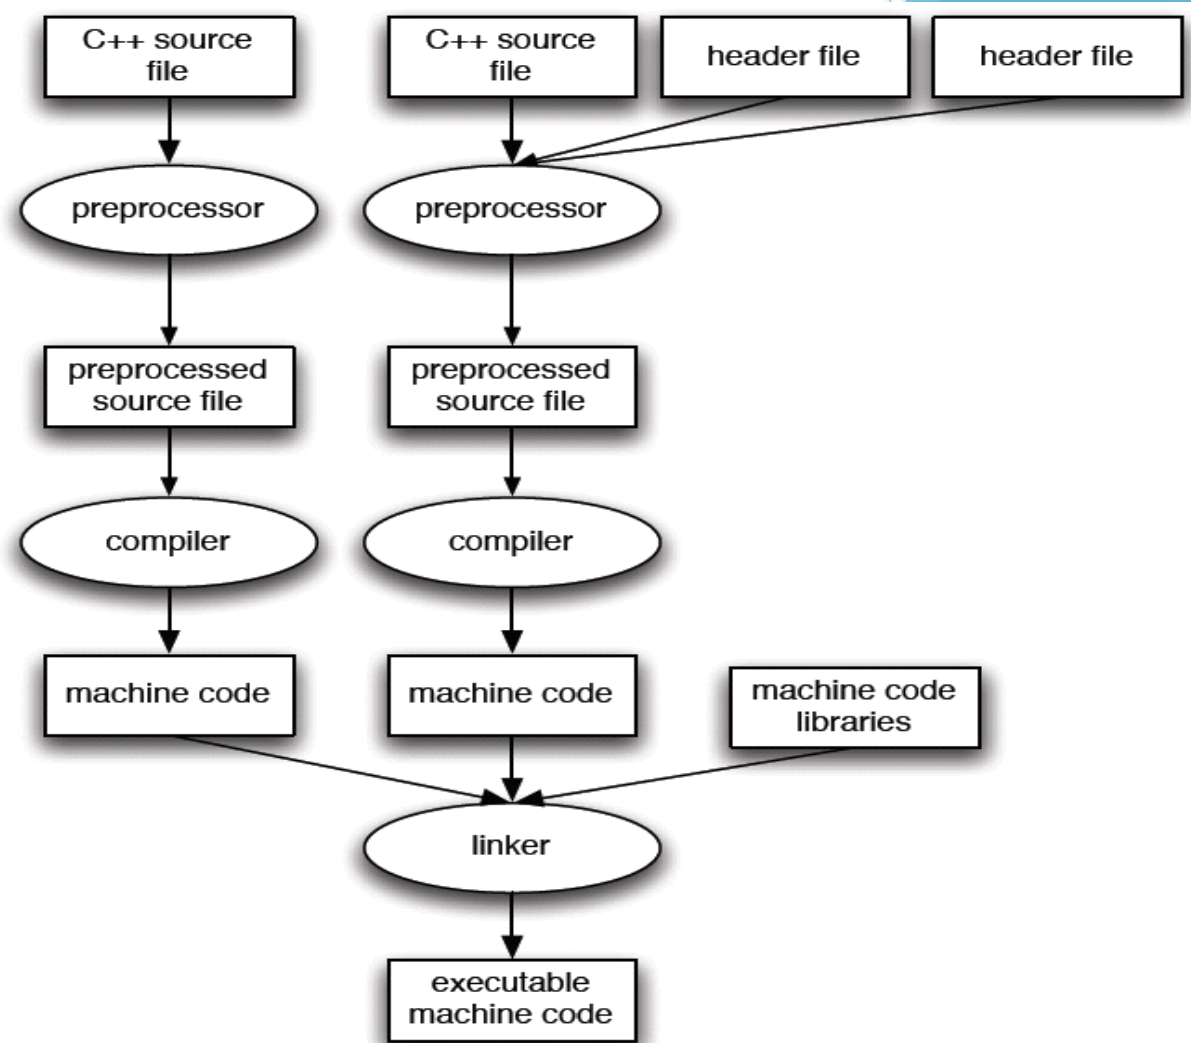 C++ source
file
C++ source
file
header file
header file
preprocessor
preprocessor
preprocessed
source file
preprocessed
source file
compiler
compiler
machine code
machine code
machine code
libraries
linker
executable
machine code